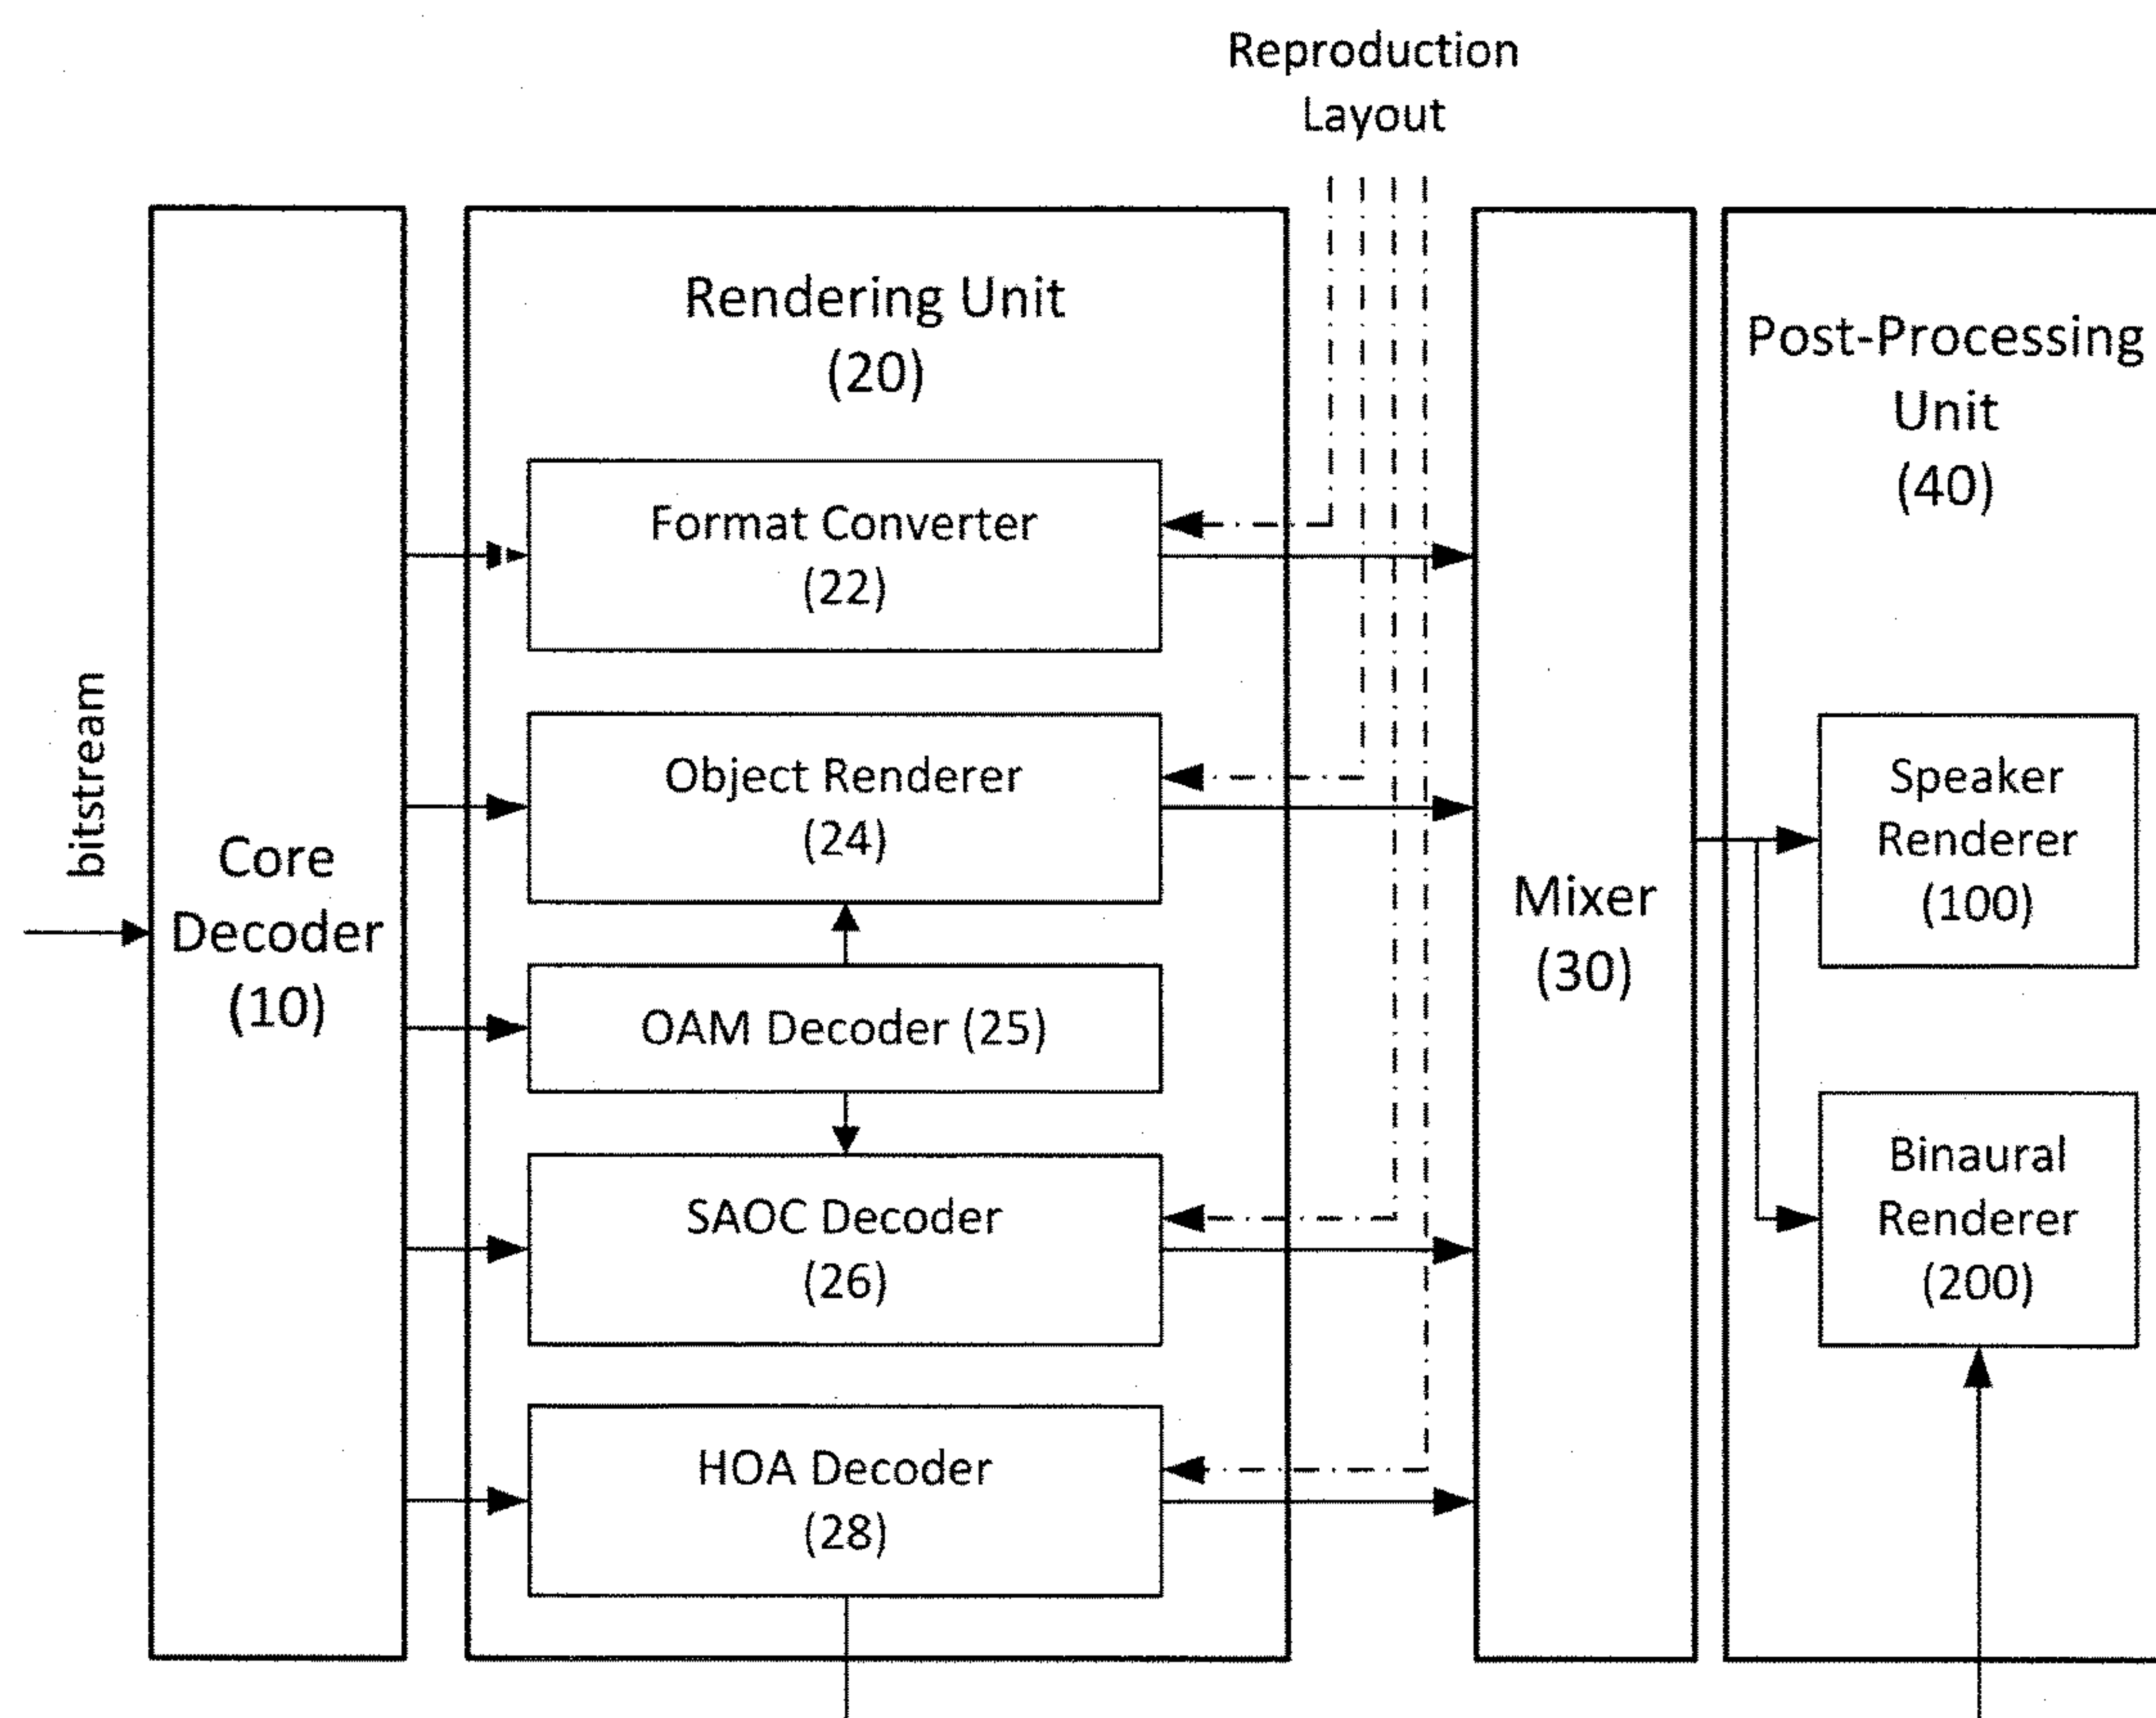 Reproduction
Layout
bitstream
Core
Decoder
(10)
Rendering Unit
(20)
Format Converter
(22)
Object Renderer
(24)
OAM Decoder (25)
SAOC Decoder
(26)
HOA Decoder
(28)
Mixer
(30)
Post-Processing
Unit
(40)
Speaker
Renderer
(100)
Binaural
Renderer
(200)